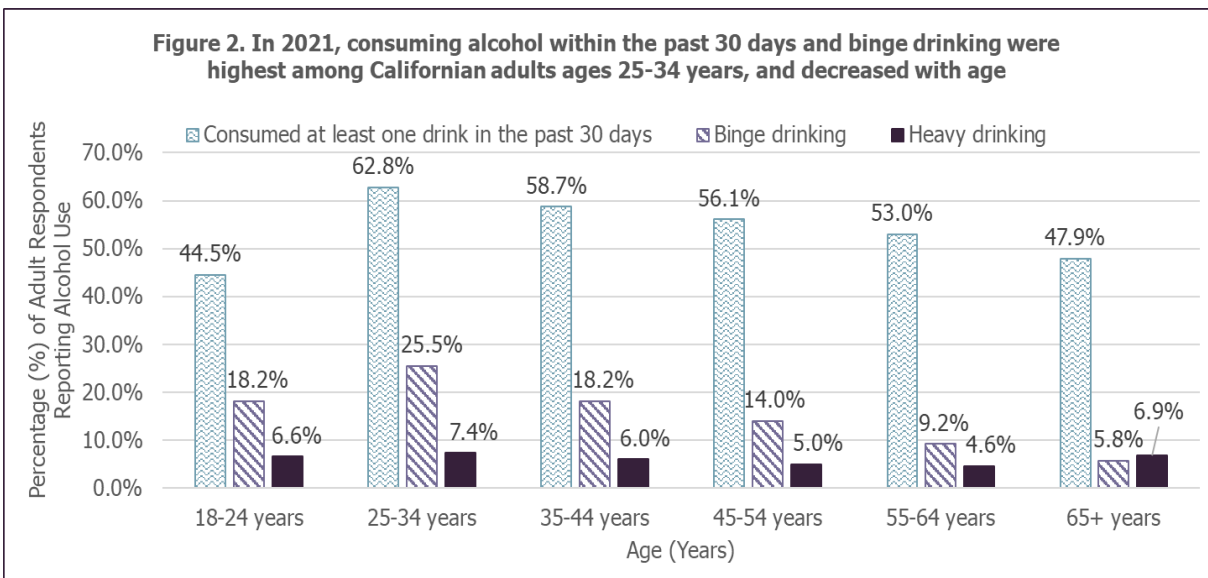 Figure 2. In 2021, consuming alcohol within the past 30 days and binge drinking were
highest among Californian adults ages 25-34 years, and decreased with age
Consumed at least one drink in the past 30 days
Binge drinking
Heavy drinking
Percentage (%) of Adult Respondents
Reporting Alcohol Use
70.0%
60.0%
50.0%
40.0%
30.0%
20.0%
10.0%
0.0%
44.5%
18.2%
6.6%
62.8%
25.5%
7.4%
58.7%
18.2%
6.0%
56.1%
14.0%
5.0%
53.0%
9.2%
4.6%
47.9%
5.8%
6.9%
18-24 years
25-34 years
35-44 years
45-54 years
55-64 years
65+ years
Age (Years)